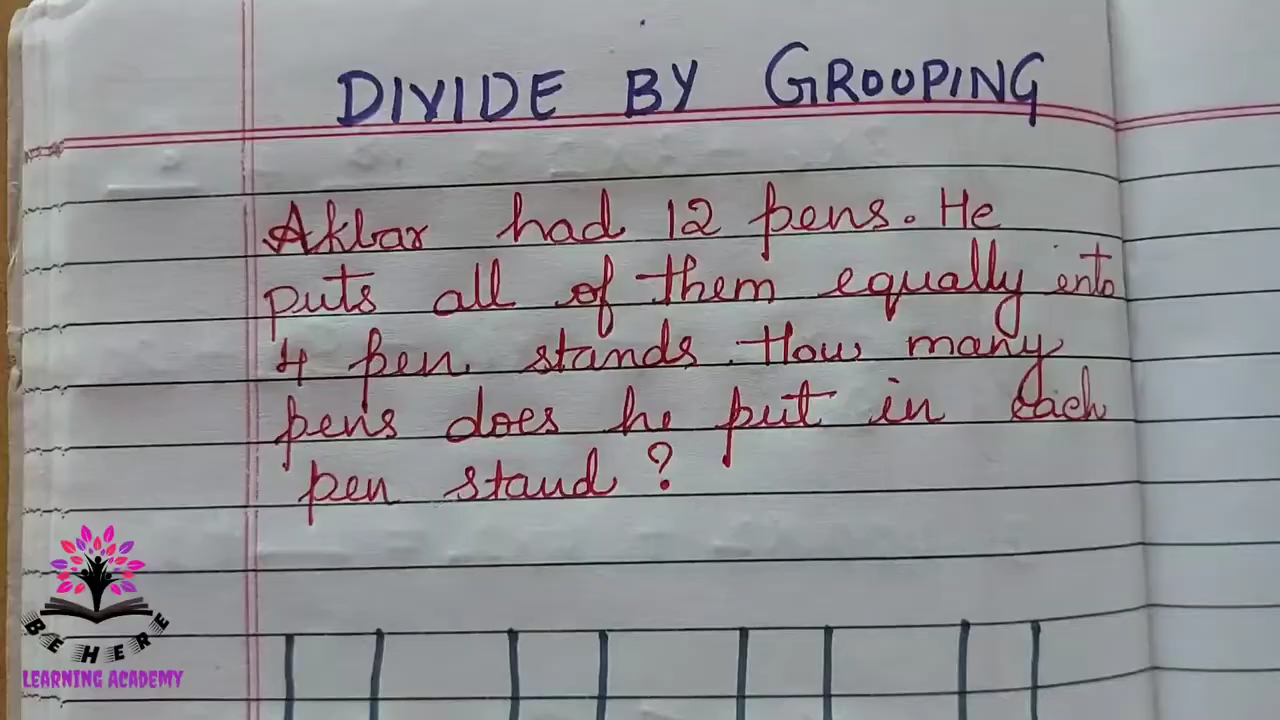 DIVIDE BY GROUPING
Akbar had 12 pens. He
puts all of them equally into
4 pen stands. How many
pens does he put in each
pen stand?
BE HERE
LEARNING ACADEMY